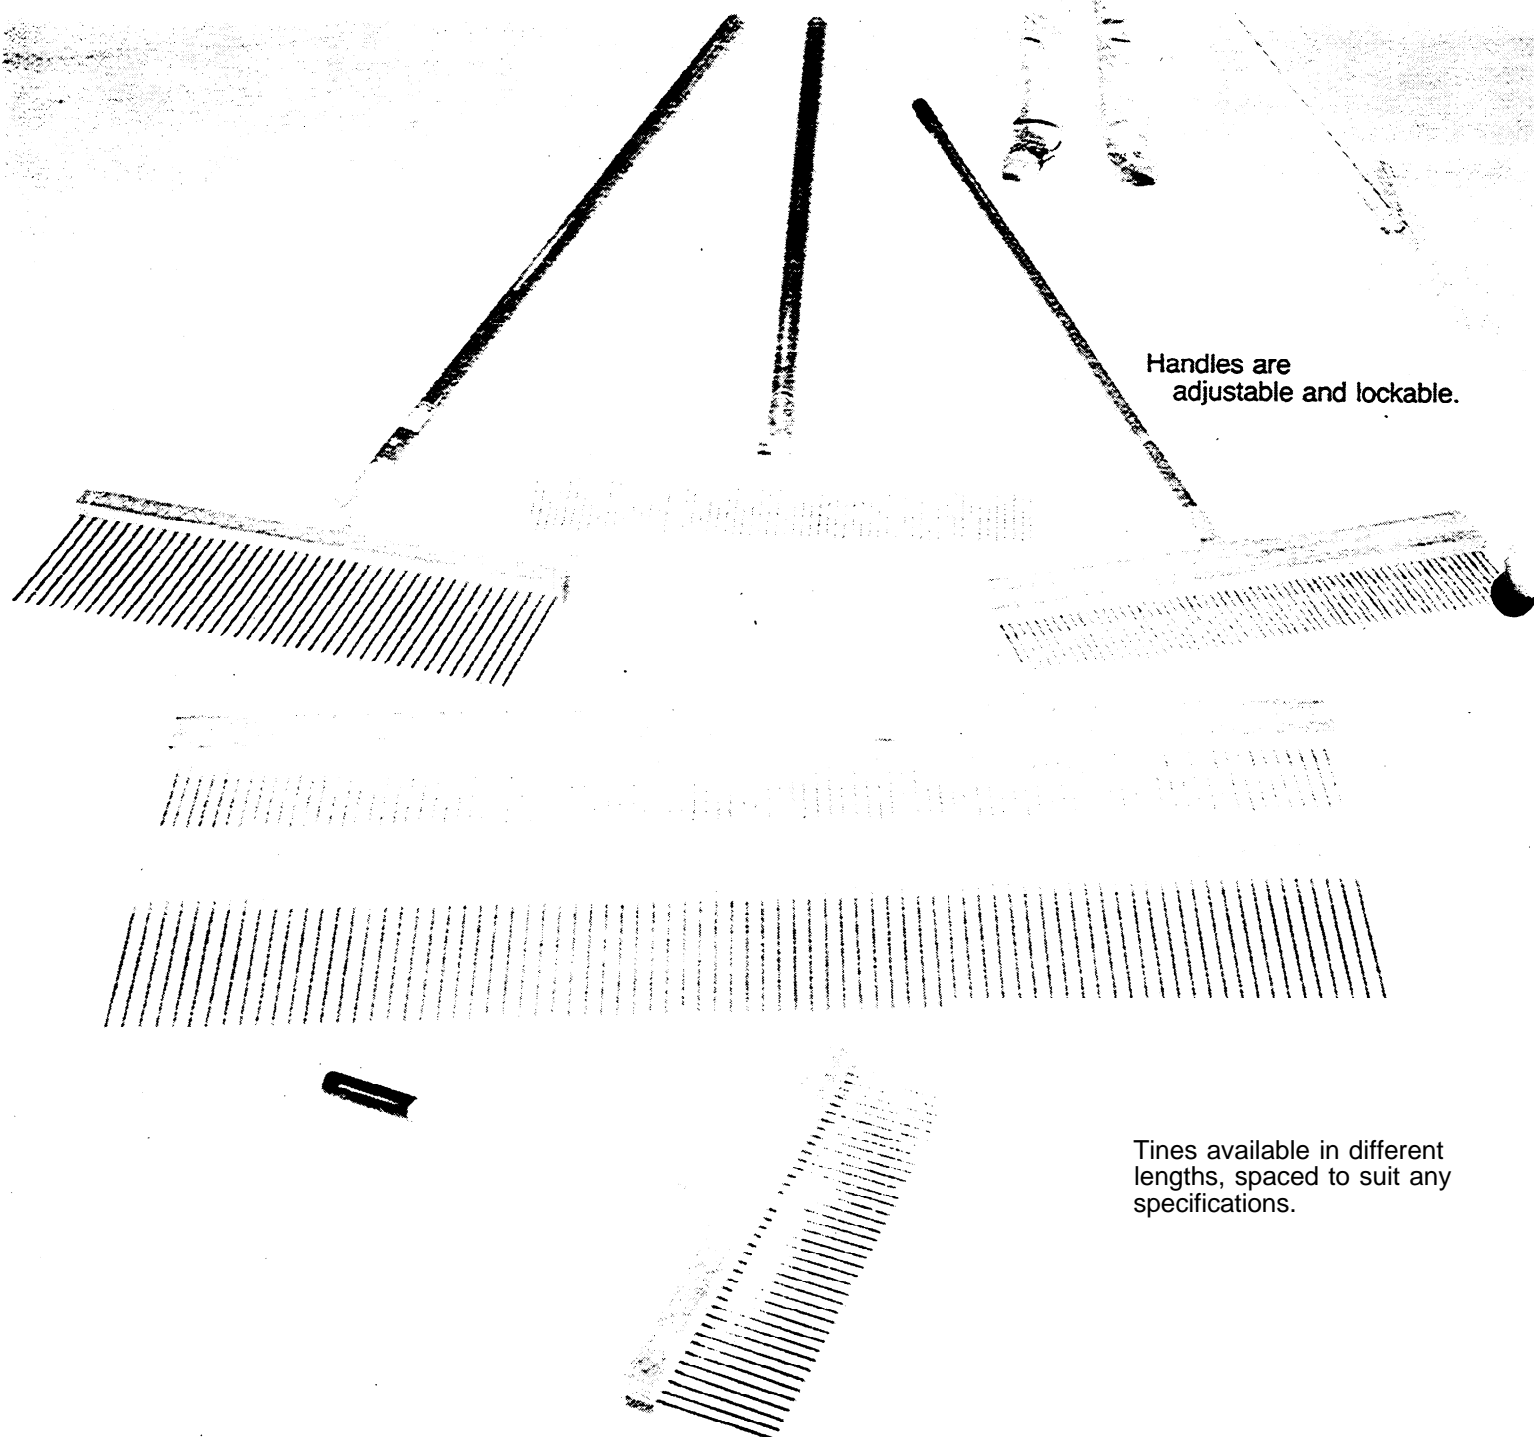 Handles are
adjustable and lockable.
Tines available in different
lengths, spaced to suit any
specifications.